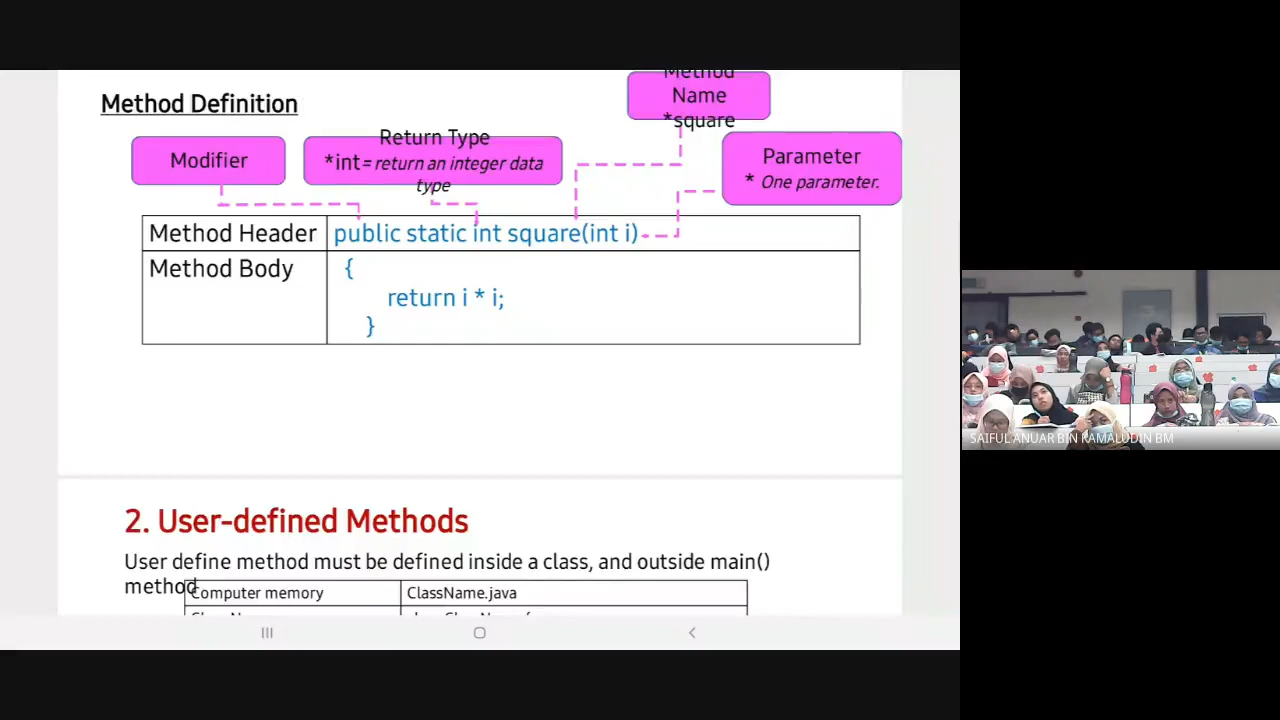 Method Definition
Method
Name
*square
Modifier
Return Type
*int = return an integer data
type
Parameter
* One parameter.
Method Header
public static int square(int i)
Method Body
{
return i * i;
}
2. User-defined Methods
User define method must be defined inside a class, and outside main()
method
Computer memory
ClassName.java
SAIFUL ANUAR BIN KAMALUDIN BM